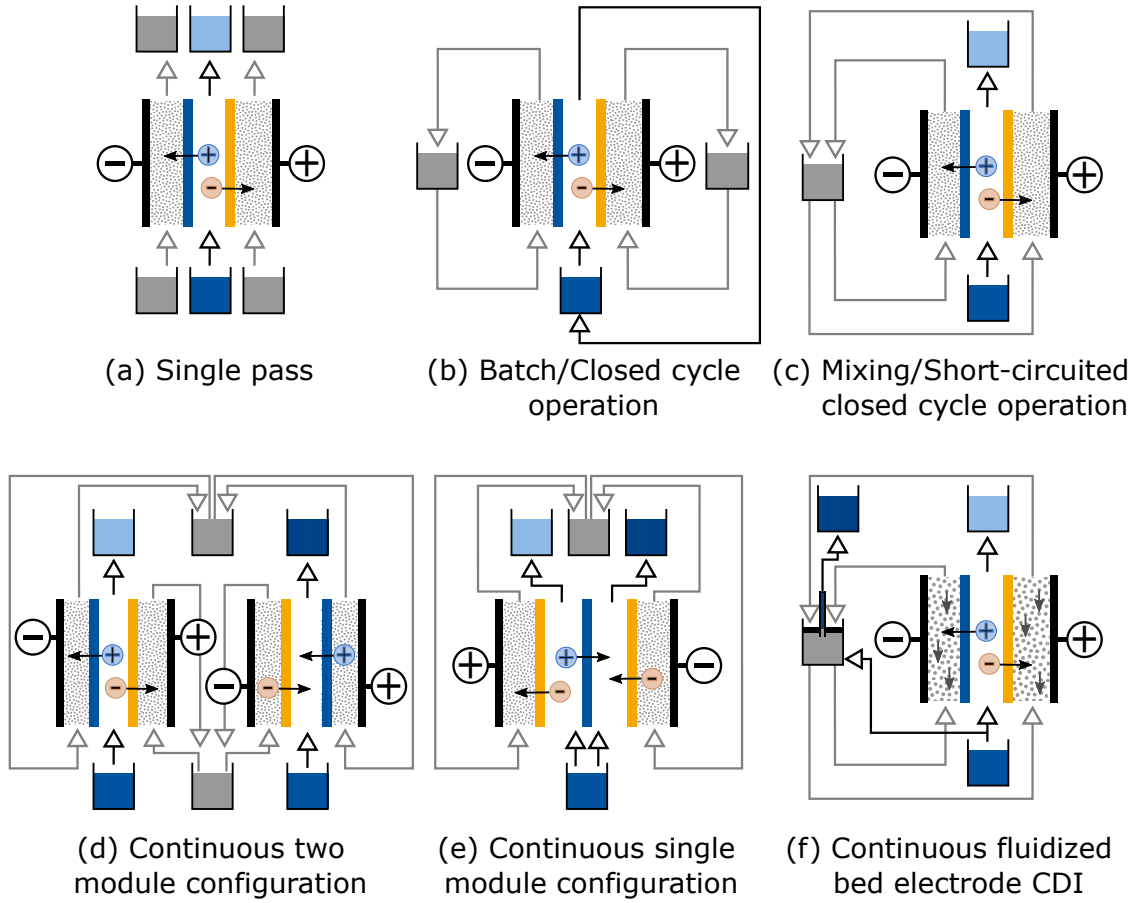 (a) Single pass
(b) Batch/Closed cycle
operation
(c) Mixing/Short-circuited
closed cycle operation
(d) Continuous two
module configuration
(e) Continuous single
module configuration
(f) Continuous fluidized
bed electrode CDI